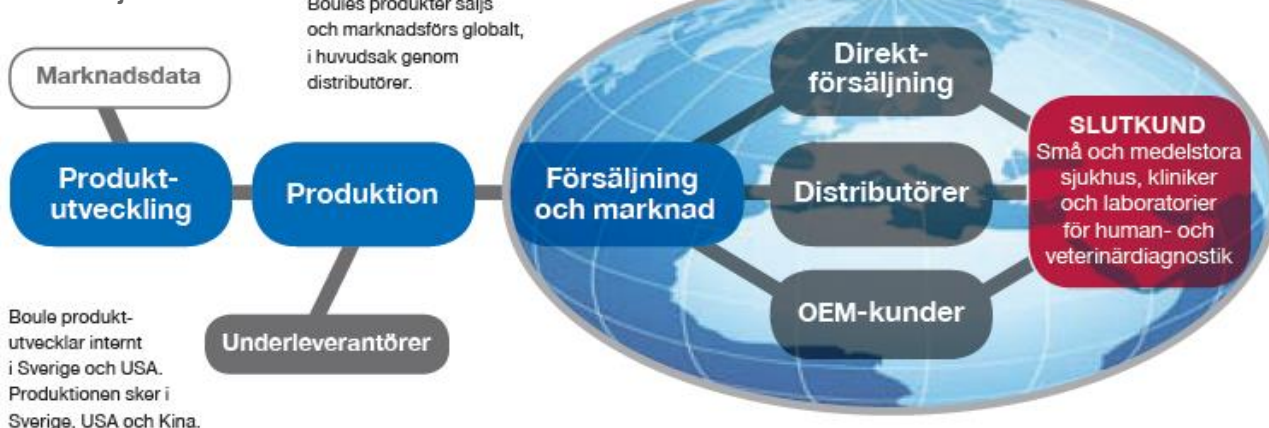 Boules produkter säljs
och marknadsförs globalt,
i huvudsak genom
distributörer.
Marknadsdata
Produkt-
utveckling
Produktion
Försäljning
och marknad
Direkt-
försäljning
Distributörer
OEM-kunder
SLUTKUND
Små och medelstora
sjukhus, kliniker
och laboratorier
för human- och
veterinärdiagnostik
Underleverantörer
Boule produkt-
utvecklar internt
i Sverige och USA.
Produktionen sker i
Sverige, USA och Kina.